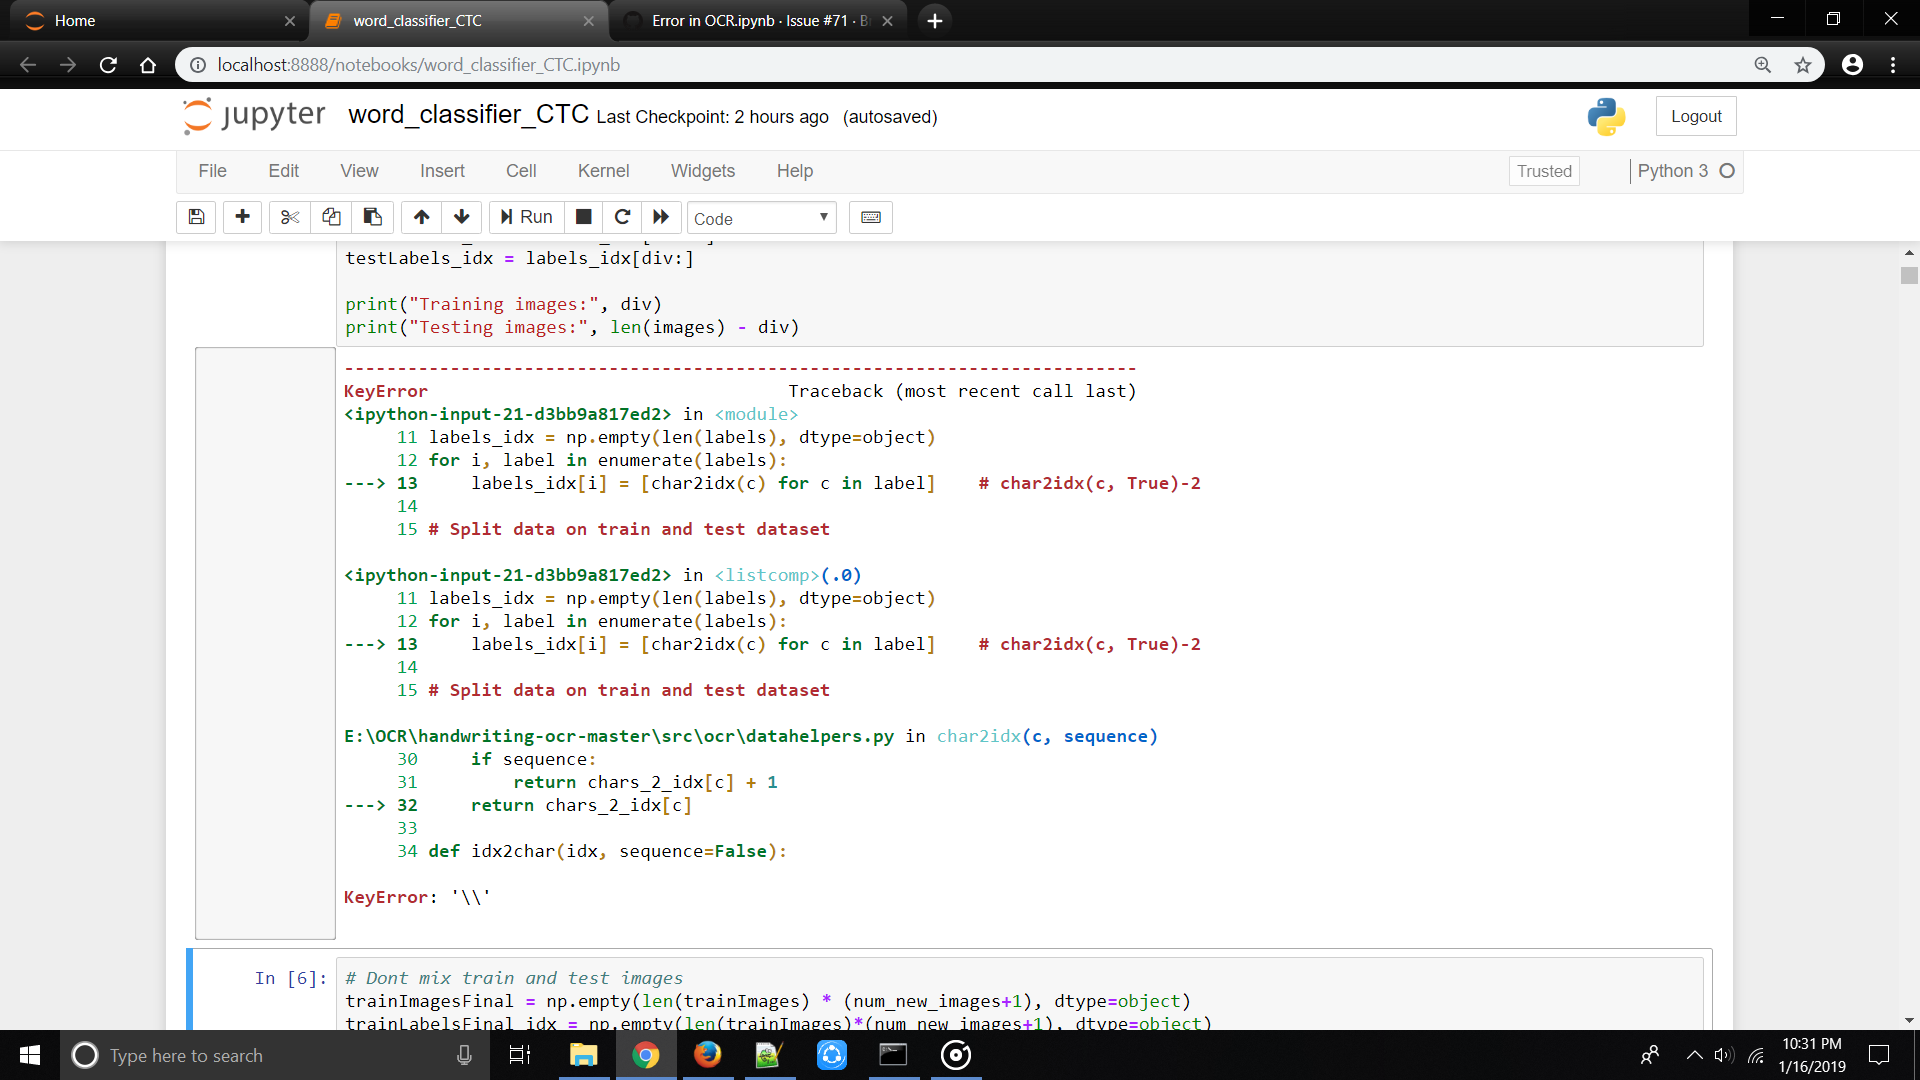 Home
word_classifier_CTC
Error in OCR.ipynb · Issue #71 · B
localhost:8888/notebooks/word_classifier_CTC.ipynb
jupyter word_classifier_CTC Last Checkpoint: 2 hours ago (autosaved)
Logout
File Edit View Insert Cell Kernel Widgets Help
Trusted
Python 3
Run
Code
testLabels_idx = labels_idx[div:]
print("Training images:", div)
print("Testing images:", len(images) - div)
---------------------------------------------------------------------------
KeyError                                  Traceback (most recent call last)
<ipython-input-21-d3bb9a817ed2> in <module>
     11 labels_idx = np.empty(len(labels), dtype=object)
     12 for i, label in enumerate(labels):
---> 13     labels_idx[i] = [char2idx(c) for c in label]    # char2idx(c, True)-2
     14
     15 # Split data on train and test dataset
<ipython-input-21-d3bb9a817ed2> in <listcomp>(.0)
     11 labels_idx = np.empty(len(labels), dtype=object)
     12 for i, label in enumerate(labels):
---> 13     labels_idx[i] = [char2idx(c) for c in label]    # char2idx(c, True)-2
     14
     15 # Split data on train and test dataset
E:\OCR\handwriting-ocr-master\src\ocr\datahelpers.py in char2idx(c, sequence)
     30     if sequence:
     31         return chars_2_idx[c] + 1
---> 32     return chars_2_idx[c]
     33
     34 def idx2char(idx, sequence=False):
KeyError: '\\'
In [6]:
# Dont mix train and test images
trainImagesFinal = np.empty(len(trainImages) * (num_new_images+1), dtype=object)
trainLabelsFinal_idx = np.empty(len(trainImages)*(num_new_images+1), dtype=object)
Type here to search
10:31 PM
1/16/2019